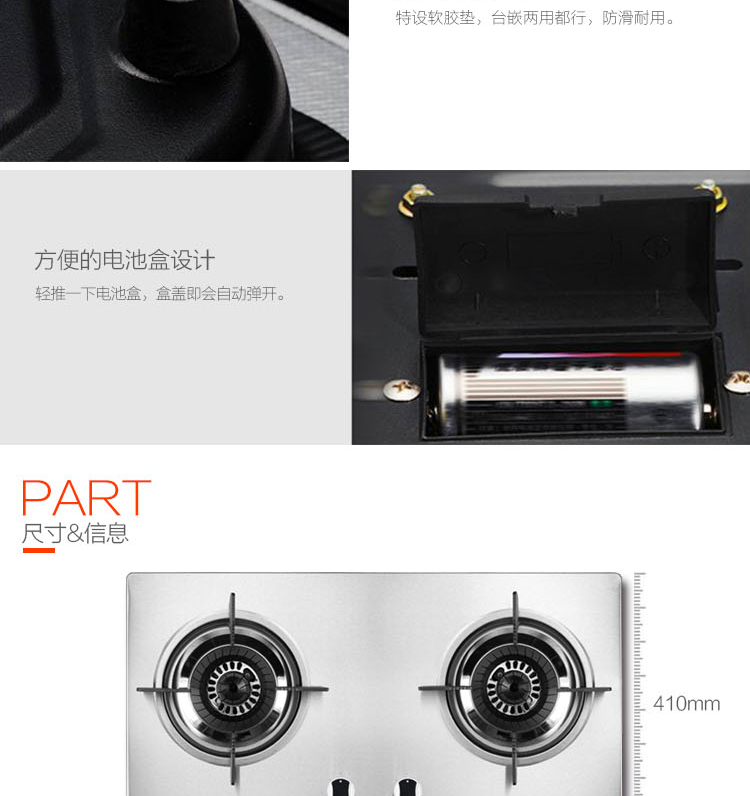 特设软胶垫，台嵌两用都行，防滑耐用。
方便的电池盒设计
轻推一下电池盒，盒盖即会自动弹开。
PART
尺寸&信息
410mm